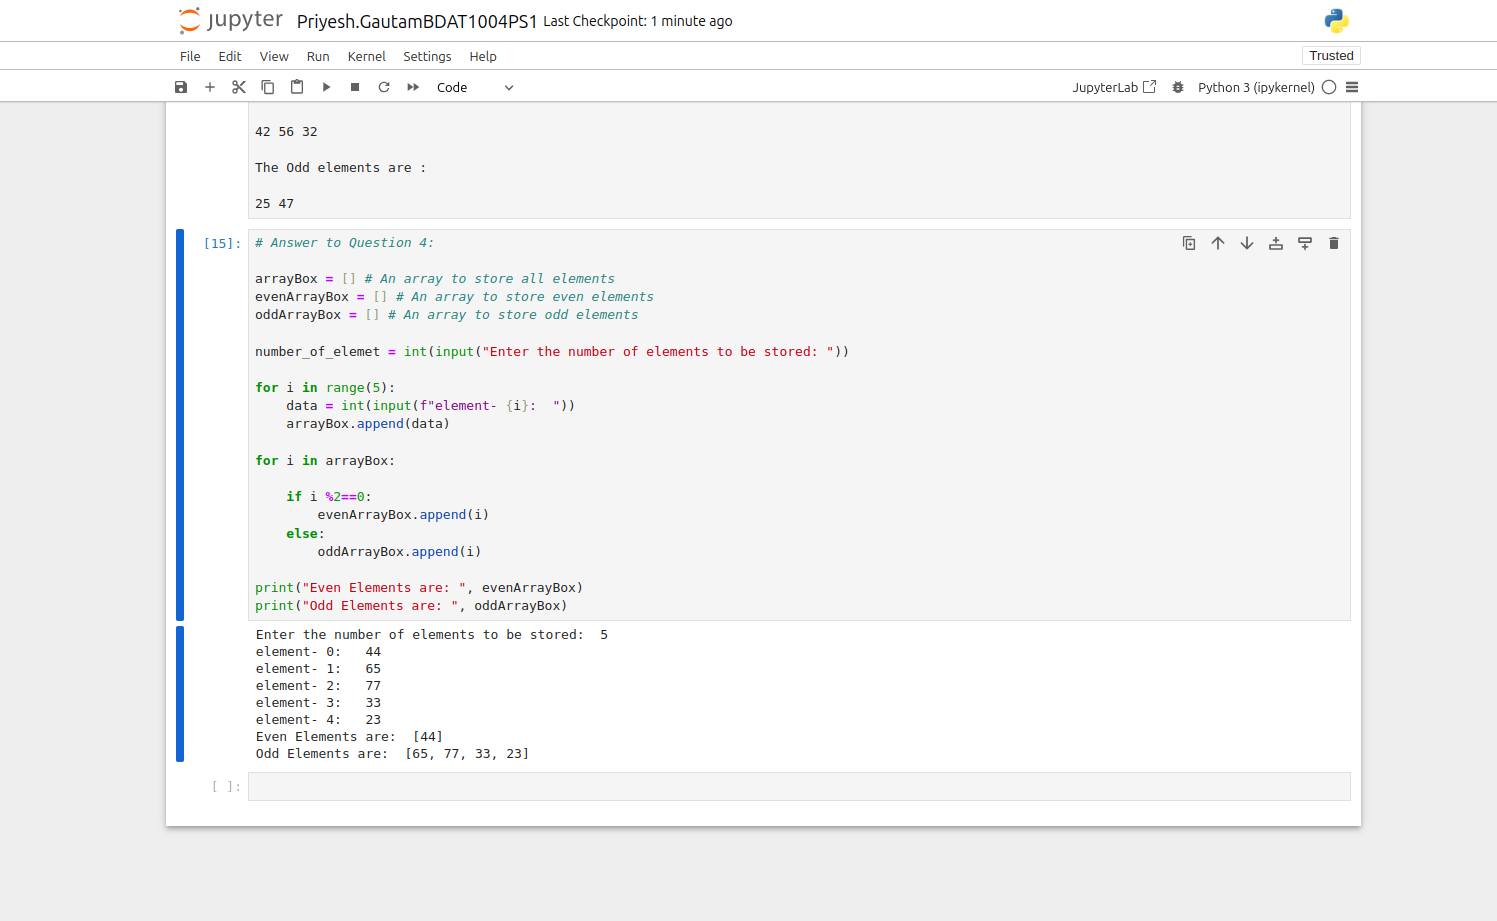 jupyter Priyesh.GautamBDAT1004PS1 Last Checkpoint: 1 minute ago
File Edit View Run Kernel Settings Help Trusted
Code JupyterLab Python 3 (ipykernel)
42 56 32
The Odd elements are :
25 47
[15]: # Answer to Question 4:
arrayBox = [] # An array to store all elements
evenArrayBox = [] # An array to store even elements
oddArrayBox = [] # An array to store odd elements
number_of_elemet = int(input("Enter the number of elements to be stored: "))
for i in range(5):
    data = int(input(f"element- {i}:  "))
    arrayBox.append(data)
for i in arrayBox:
    if i %2==0:
        evenArrayBox.append(i)
    else:
        oddArrayBox.append(i)
print("Even Elements are: ", evenArrayBox)
print("Odd Elements are: ", oddArrayBox)
Enter the number of elements to be stored:  5
element- 0:   44
element- 1:   65
element- 2:   77
element- 3:   33
element- 4:   23
Even Elements are:  [44]
Odd Elements are:  [65, 77, 33, 23]
[ ]: